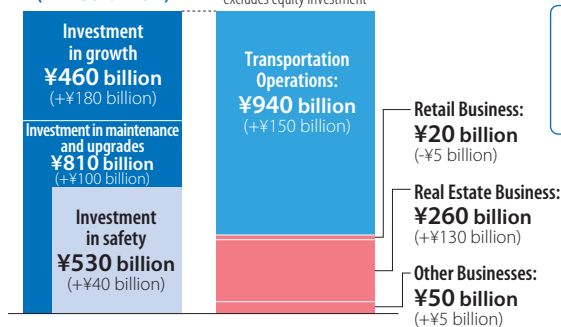 excludes equity investment
Investment
in growth
¥460 billion
(+¥180 billion)
Investment in maintenance
and upgrades
¥810 billion
(+¥100 billion)
Investment
in safety
¥530 billion
(+¥40 billion)
Transportation
Operations:
¥940 billion
(+¥150 billion)
Retail Business:
¥20 billion
(-¥5 billion)
Real Estate Business:
¥260 billion
(+¥130 billion)
Other Businesses:
¥50 billion
(+¥5 billion)